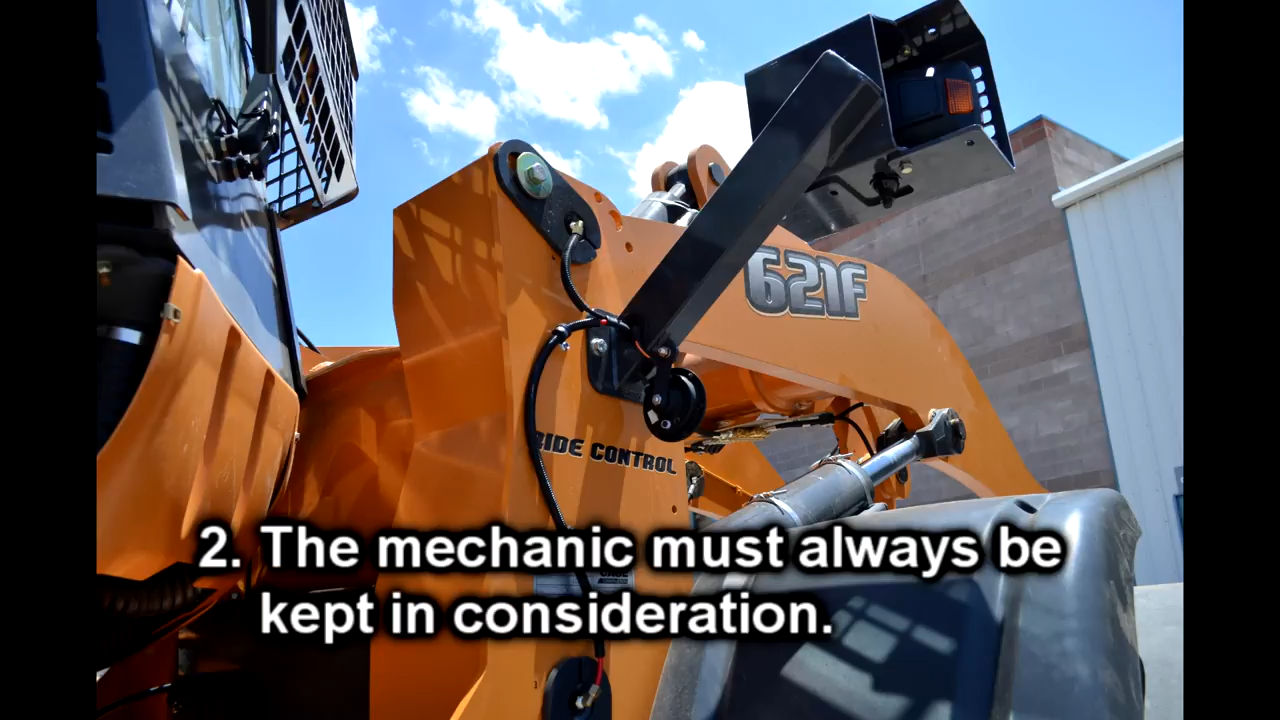 621F
RIDE CONTROL
2. The mechanic must always be
kept in consideration.